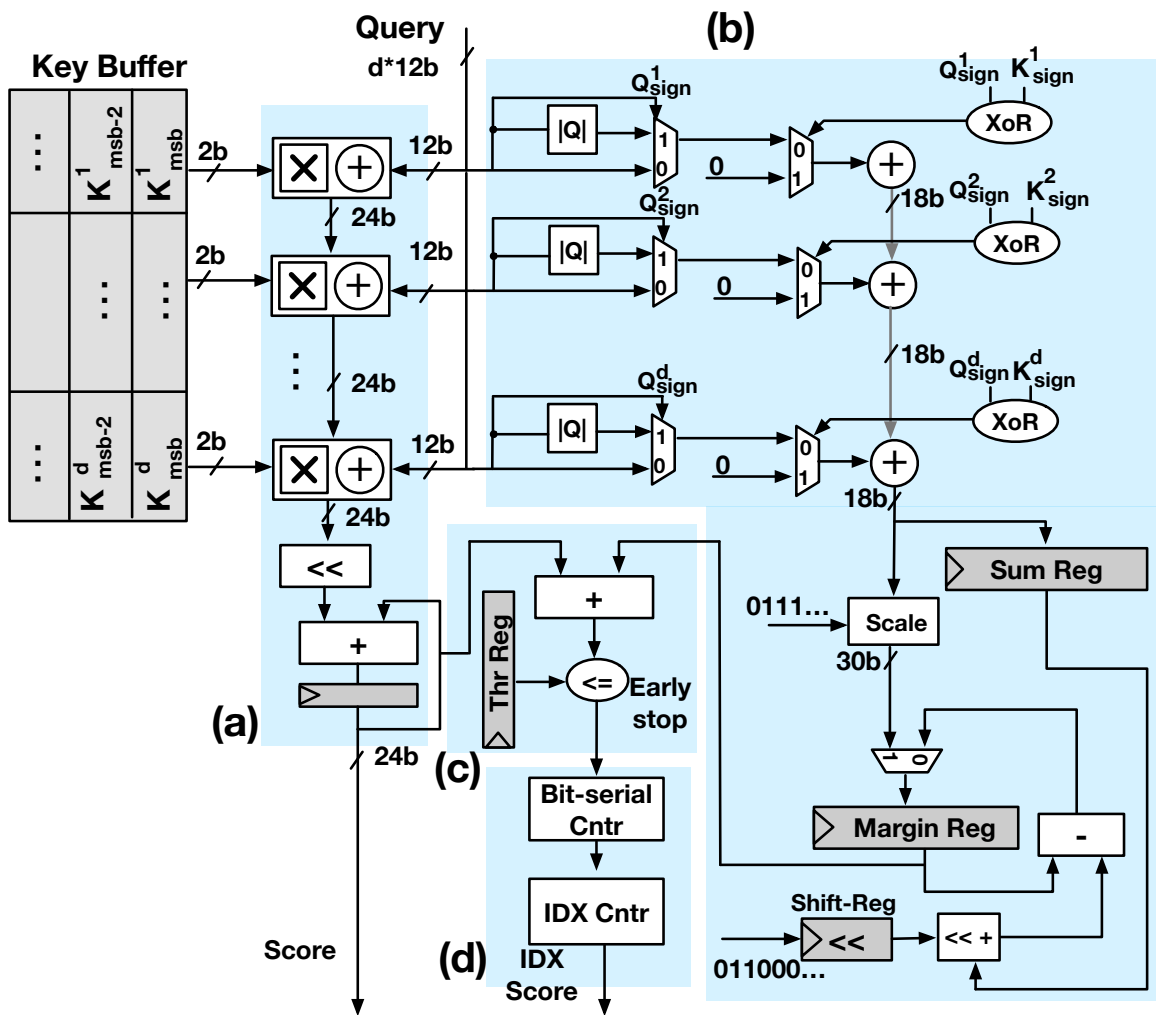 Query
(b)
d*12b
Key Buffer
Q¹sign
Q¹sign K¹sign
XoR
|Q|
1
0
0
1
0
+
18b
⋮ K¹msb-2 K¹msb
2b
× +
12b
24b
Q²sign
Q²sign K²sign
XoR
|Q|
1
0
0
1
0
+
18b
⋮ ⋮
2b
× +
12b
⋮
24b
Qᵈsign
Qᵈsign Kᵈsign
XoR
|Q|
1
0
0
1
0
+
18b
⋮ Kᵈmsb-2 Kᵈmsb
2b
× +
12b
24b
<<
+
(a)
24b
Score
+
Thr Reg
<=
Early
stop
(c)
Bit-serial
Cntr
IDX Cntr
(d)
IDX
Score
Sum Reg
0111...
Scale
30b
1 0
Margin Reg
-
Shift-Reg
<<
<< +
011000...